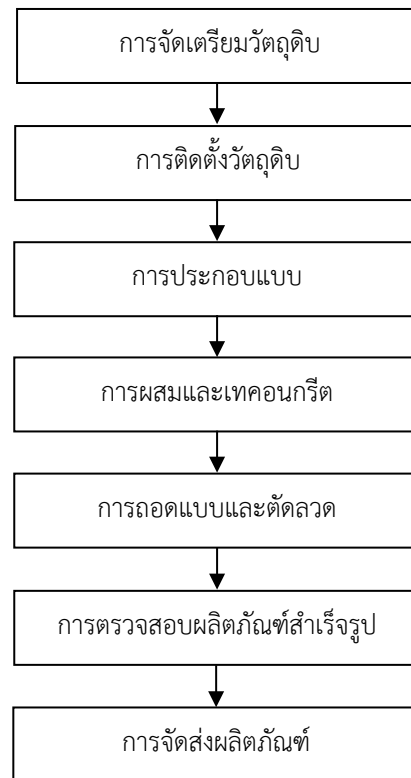 การจัดเตรียมวัตถุดิบ
การติดตั้งวัตถุดิบ
การประกอบแบบ
การผสมและเทคอนกรีต
การถอดแบบและตัดลวด
การตรวจสอบผลิตภัณฑ์สำเร็จรูป
การจัดส่งผลิตภัณฑ์